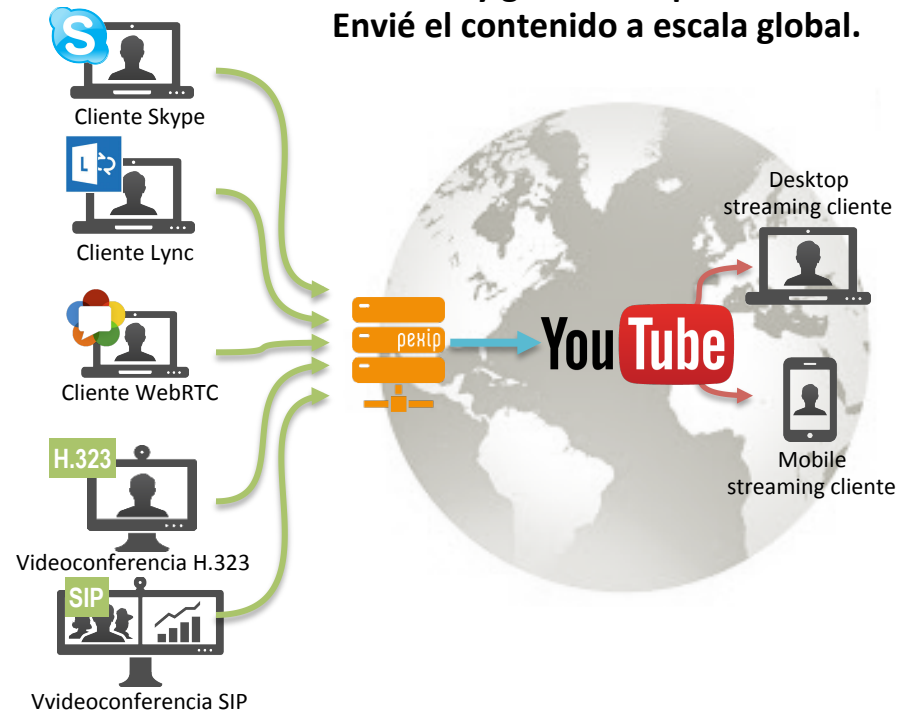 Envié el contenido a escala global.
S
Cliente Skype
L
Cliente Lync
Cliente WebRTC
H.323
Videoconferencia H.323
SIP
Vvideoconferencia SIP
pexip
YouTube
Desktop
streaming cliente
Mobile
streaming cliente